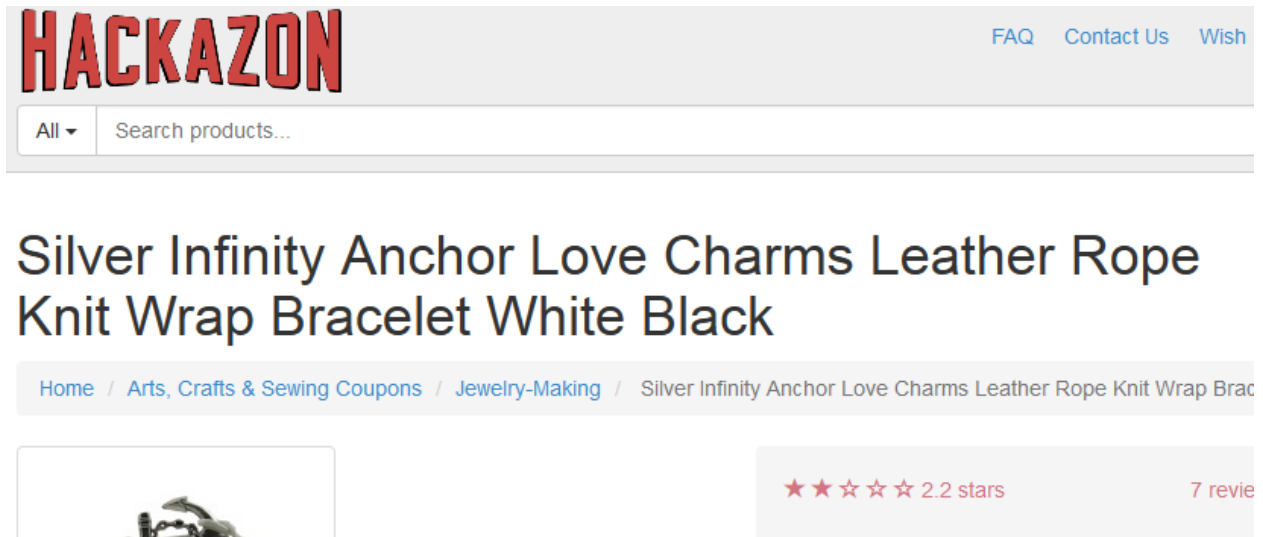 HACKAZON
FAQ Contact Us Wish
All Search products...
Silver Infinity Anchor Love Charms Leather Rope
Knit Wrap Bracelet White Black
Home / Arts, Crafts & Sewing Coupons / Jewelry-Making / Silver Infinity Anchor Love Charms Leather Rope Knit Wrap Brac
2.2 stars 7 revie